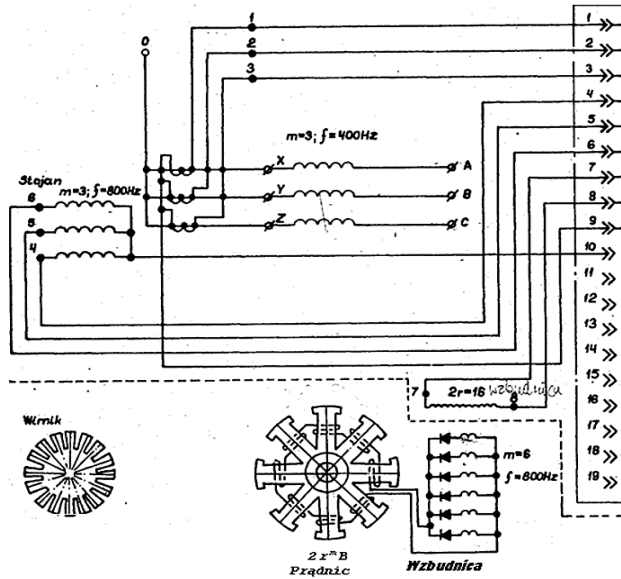 1
0
2
3
m=3; f=400Hz
X
A
Stojan
m=3; f=800Hz
Y
B
6
Z
C
5
4
1
2
3
4
5
6
7
8
9
10
11
12
13
14
15
16
17
18
19
7
2r=16
wzbudnica
8
Wirnik
m=6
f=800Hz
2rᵐB
Prądnic
Wzbudnica